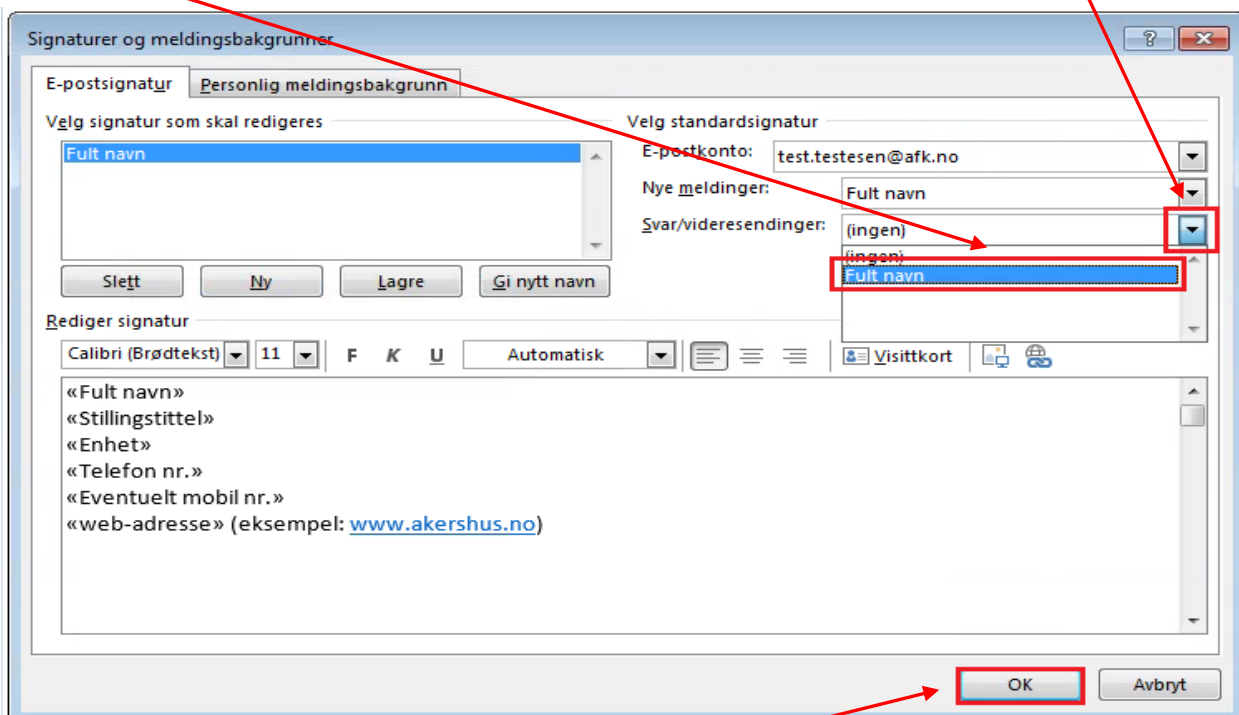 Signaturer og meldingsbakgrunner
E-postsignatur
Personlig meldingsbakgrunn
Velg signatur som skal redigeres
Fult navn
Slett
Ny
Lagre
Gi nytt navn
Velg standardsignatur
E-postkonto: test.testesen@afk.no
Nye meldinger: Fult navn
Svar/videresendinger: (ingen)
(ingen)
Fult navn
Rediger signatur
Calibri (Brødtekst) 11 F K U Automatisk Visittkort
«Fult navn»
«Stillingstittel»
«Enhet»
«Telefon nr.»
«Eventuelt mobil nr.»
«web-adresse» (eksempel: www.akershus.no)
OK
Avbryt